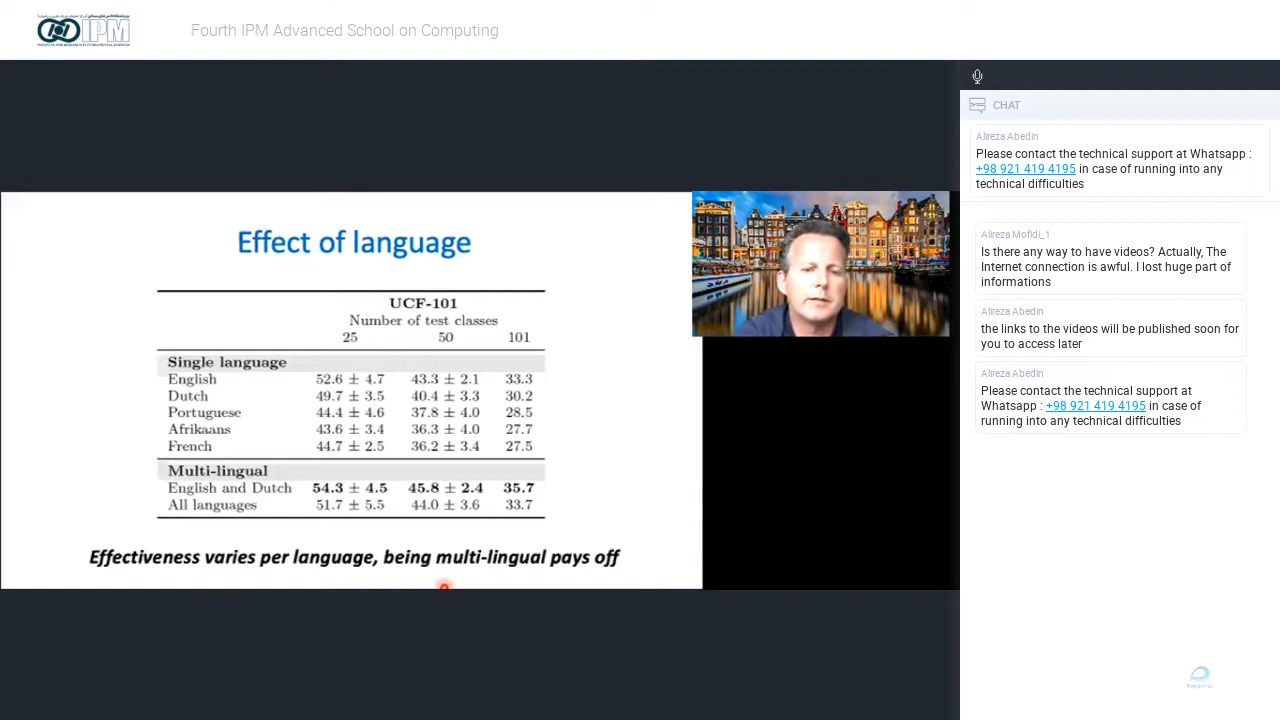 IPM
Fourth IPM Advanced School on Computing
Effect of language
UCF-101
Number of test classes
25 50 101
Single language
English 52.6 ± 4.7 43.3 ± 2.1 33.3
Dutch 49.7 ± 3.5 40.4 ± 3.3 30.2
Portuguese 44.4 ± 4.6 37.8 ± 4.0 28.5
Afrikaans 43.6 ± 3.4 36.3 ± 4.0 27.7
French 44.7 ± 2.5 36.2 ± 3.4 27.5
Multi-lingual
English and Dutch 54.3 ± 4.5 45.8 ± 2.4 35.7
All languages 51.7 ± 5.5 44.0 ± 3.6 33.7
Effectiveness varies per language, being multi-lingual pays off
CHAT
Alireza Abedin
Please contact the technical support at Whatsapp :
+98 921 419 4195 in case of running into any
technical difficulties
Alireza Mofidi_1
Is there any way to have videos? Actually, The
Internet connection is awful. I lost huge part of
informations
Alireza Abedin
the links to the videos will be published soon for
you to access later
Alireza Abedin
Please contact the technical support at
Whatsapp : +98 921 419 4195 in case of
running into any technical difficulties